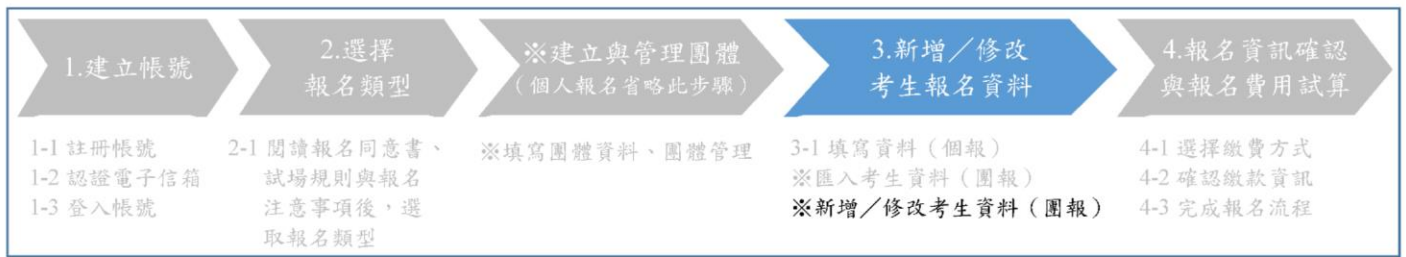 1.建立帳號
2.選擇
報名類型
※建立與管理團體
（個人報名省略此步驟）
3.新增／修改
考生報名資料
4.報名資訊確認
與報名費用試算
1-1 註冊帳號
1-2 認證電子信箱
1-3 登入帳號
2-1 閱讀報名同意書、
試場規則與報名
注意事項後，選
取報名類型
※填寫團體資料、團體管理
3-1 填寫資料（個報）
※匯入考生資料（團報）
※新增／修改考生資料（團報）
4-1 選擇繳費方式
4-2 確認繳款資訊
4-3 完成報名流程